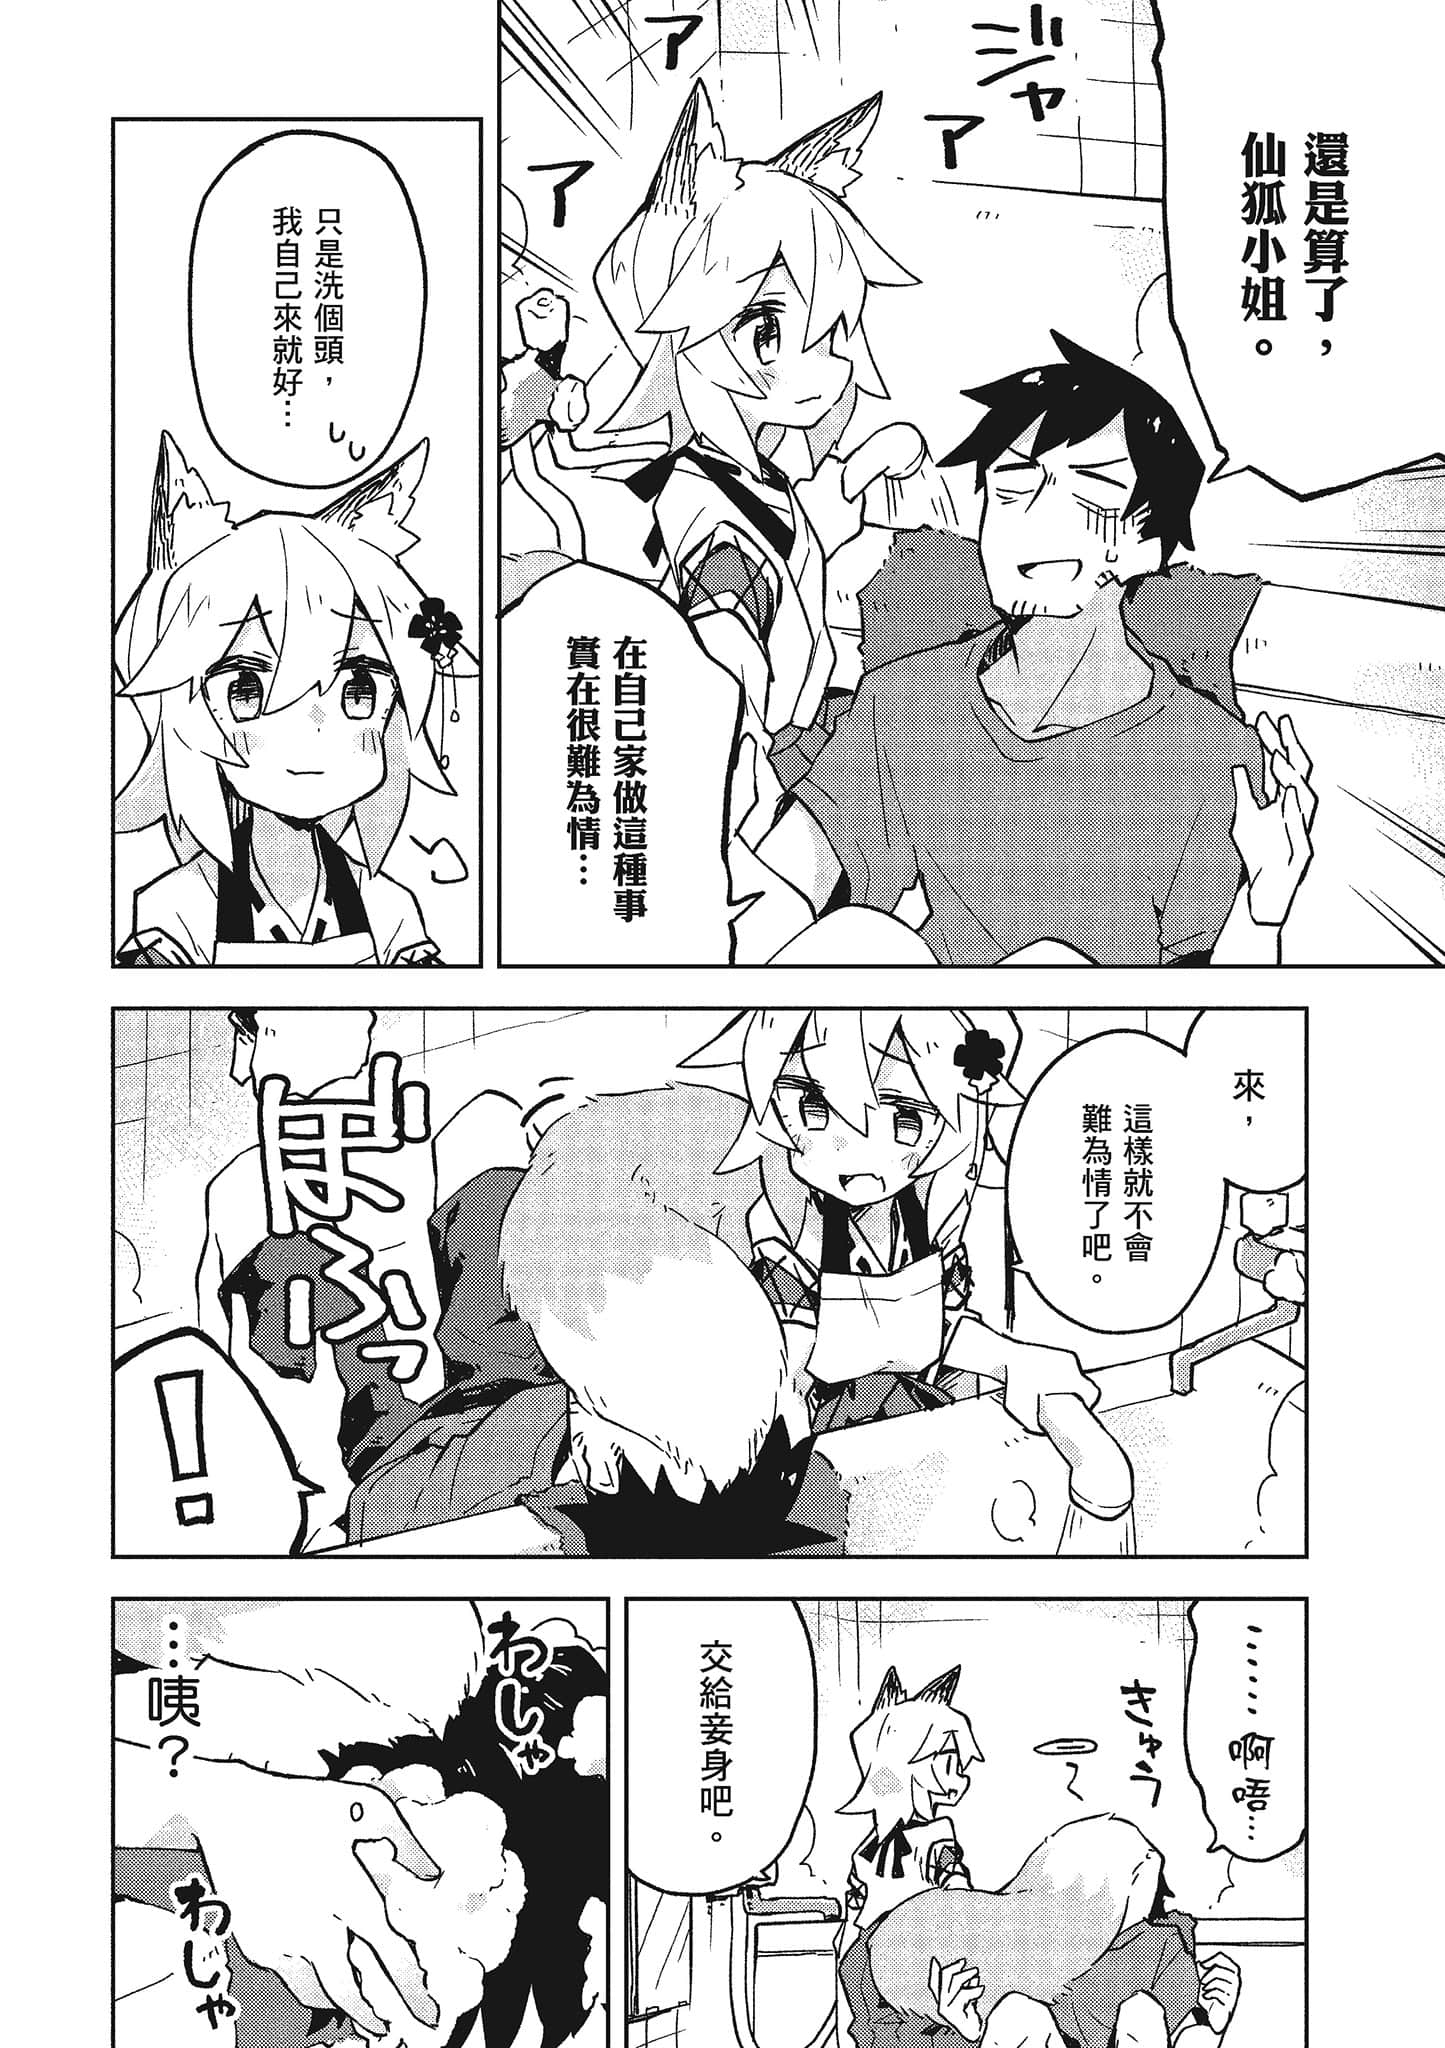 還是算了，
仙狐小姐。
ジャ
ア
ア
ア
在自己家做這種事
實在很難為情…
只是洗個頭，
我自己來就好…
來，
這樣就不會
難為情了吧。
ぼふっ
！
………啊唔…
きゅう
交給妾身吧。
わしゃ
…咦？
わしゃ